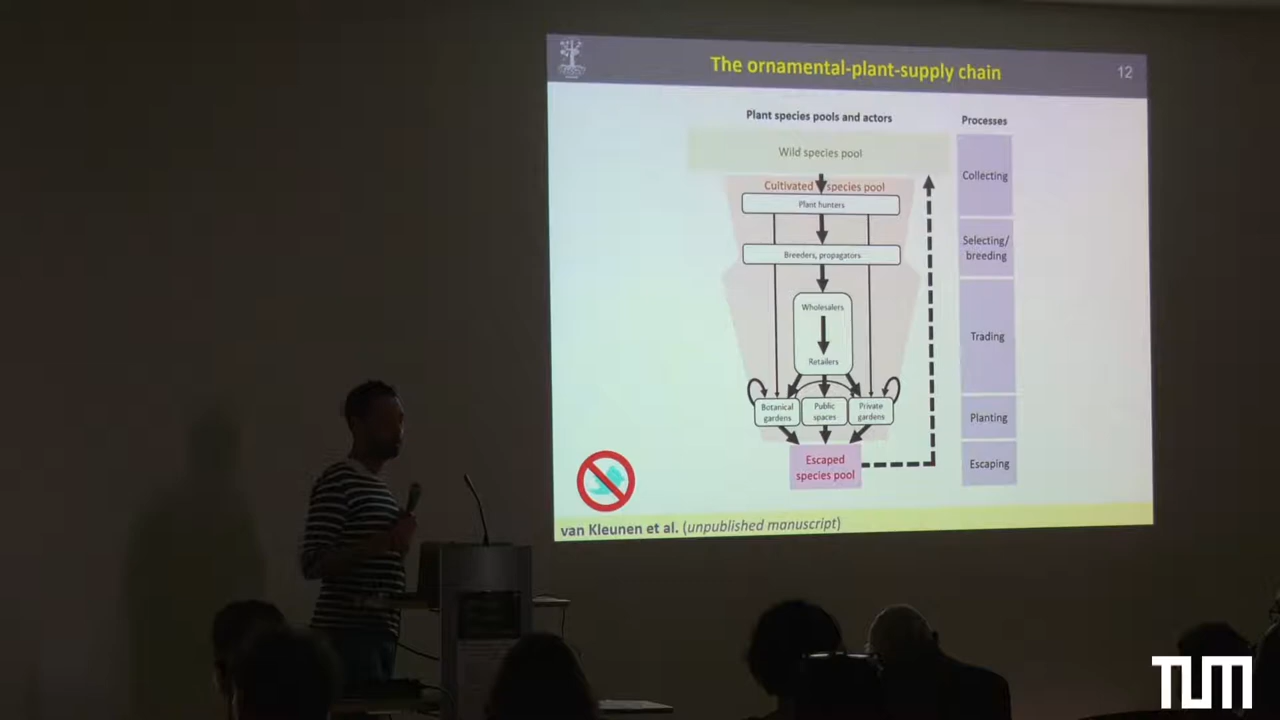 The ornamental-plant-supply chain
12
Plant species pools and actors
Processes
Wild species pool
Collecting
Cultivated species pool
Plant hunters
Selecting/
breeding
Breeders, propagators
Wholesalers
Trading
Retailers
Botanical
gardens
Public
spaces
Private
gardens
Planting
Escaped
species pool
Escaping
van Kleunen et al. (unpublished manuscript)
TUM